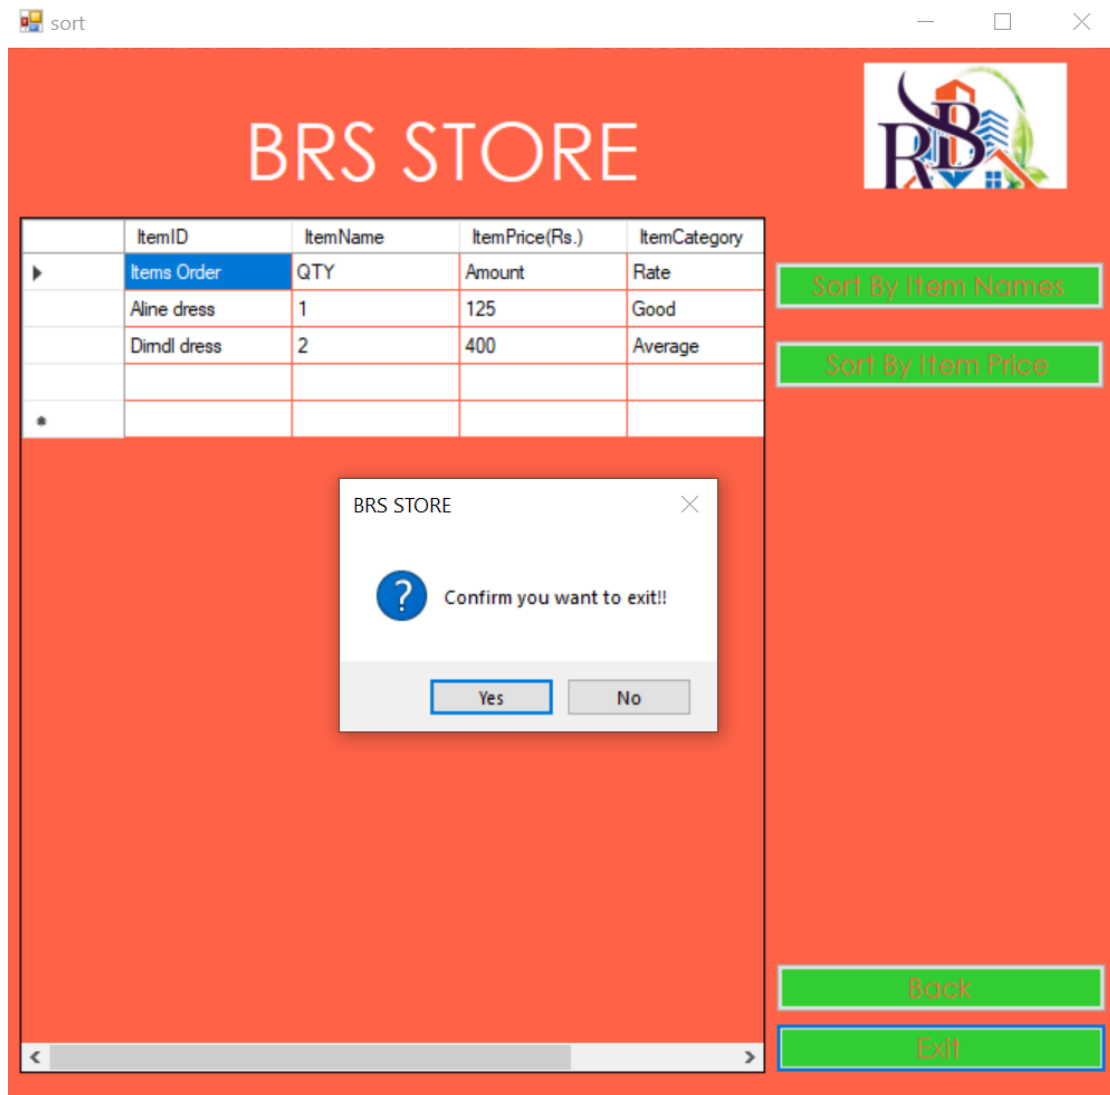 sort
BRS STORE
RB
ItemID ItemName ItemPrice(Rs.) ItemCategory
Items Order QTY Amount Rate
Aline dress 1 125 Good
Dirndl dress 2 400 Average
Sort By Item Names
Sort By Item Price
BRS STORE
? Confirm you want to exit!!
Yes No
Back
Exit